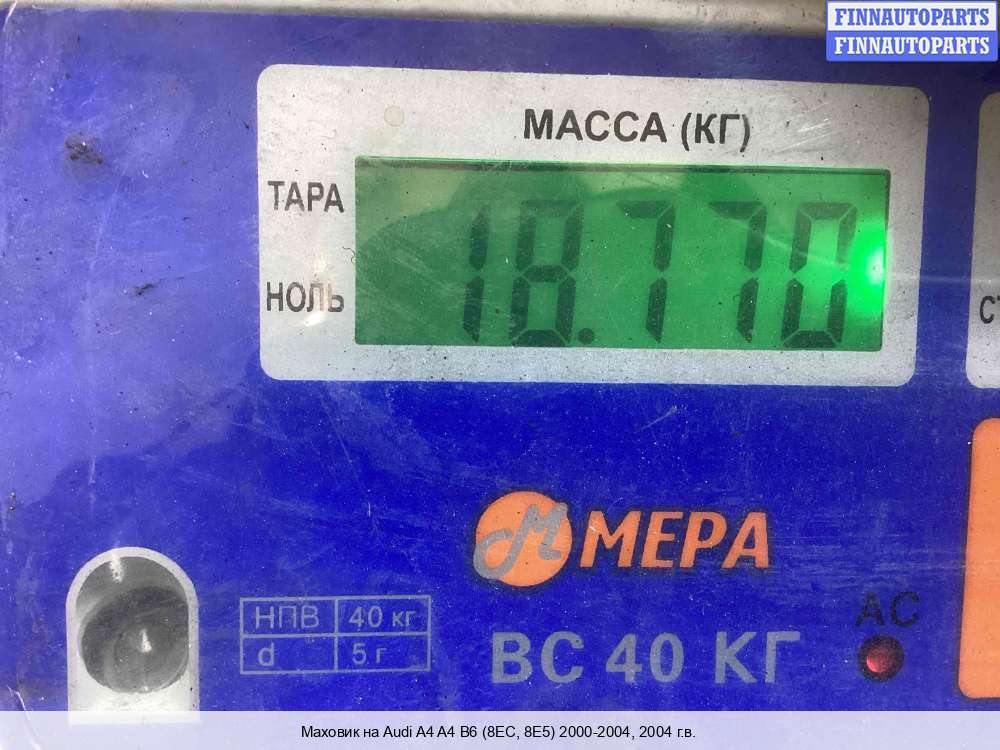 FINNAUTOPARTS
FINNAUTOPARTS
МАССА (КГ)
ТАРА
18.770
НОЛЬ
МЕРА
НПВ 40 кг
d 5 г
ВС 40 КГ
АС
Маховик на Audi A4 A4 B6 (8EC, 8E5) 2000-2004, 2004 г.в.